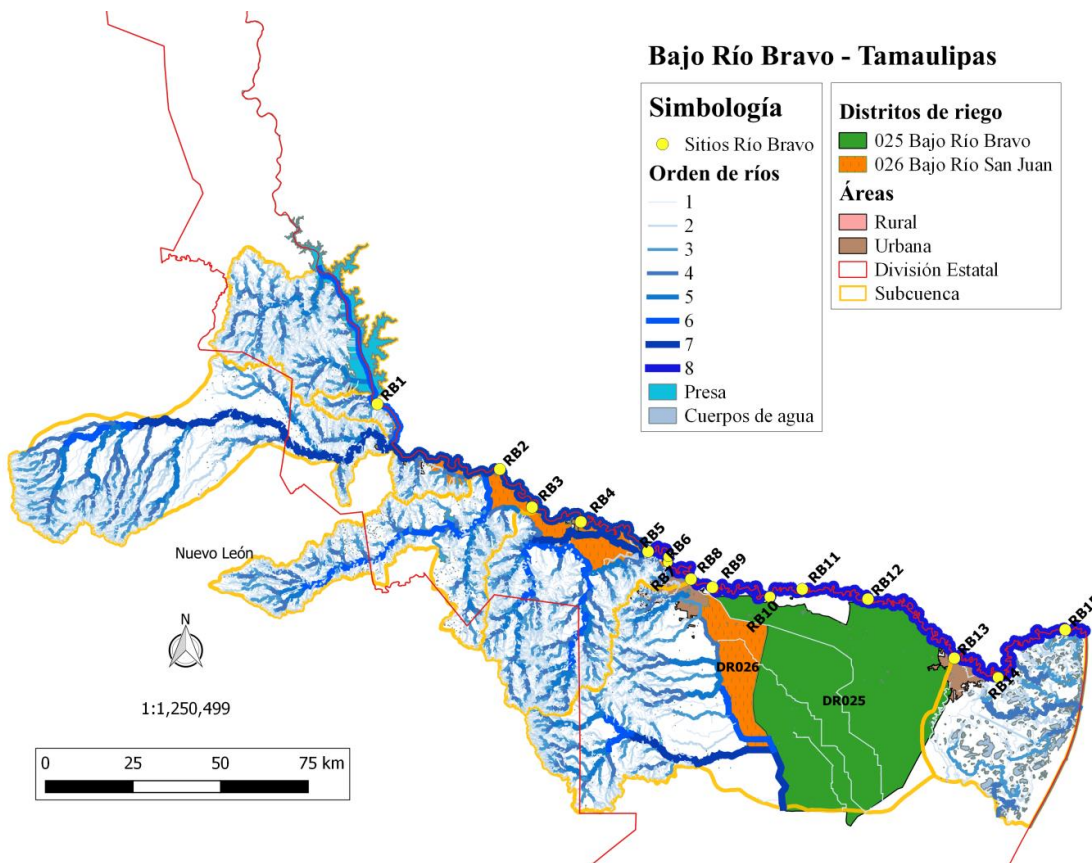 Bajo Río Bravo - Tamaulipas
Simbología
Sitios Río Bravo
Orden de ríos
1
2
3
4
5
6
7
8
Presa
Cuerpos de agua
Distritos de riego
025 Bajo Río Bravo
026 Bajo Río San Juan
Áreas
Rural
Urbana
División Estatal
Subcuenca
RB1
RB2
RB3
RB4
RB5
RB6
RB8
RB9
RB10
RB11
RB12
RB13
RB14
Nuevo León
DR026
DR025
N
1:1,250,499
0 25 50 75 km